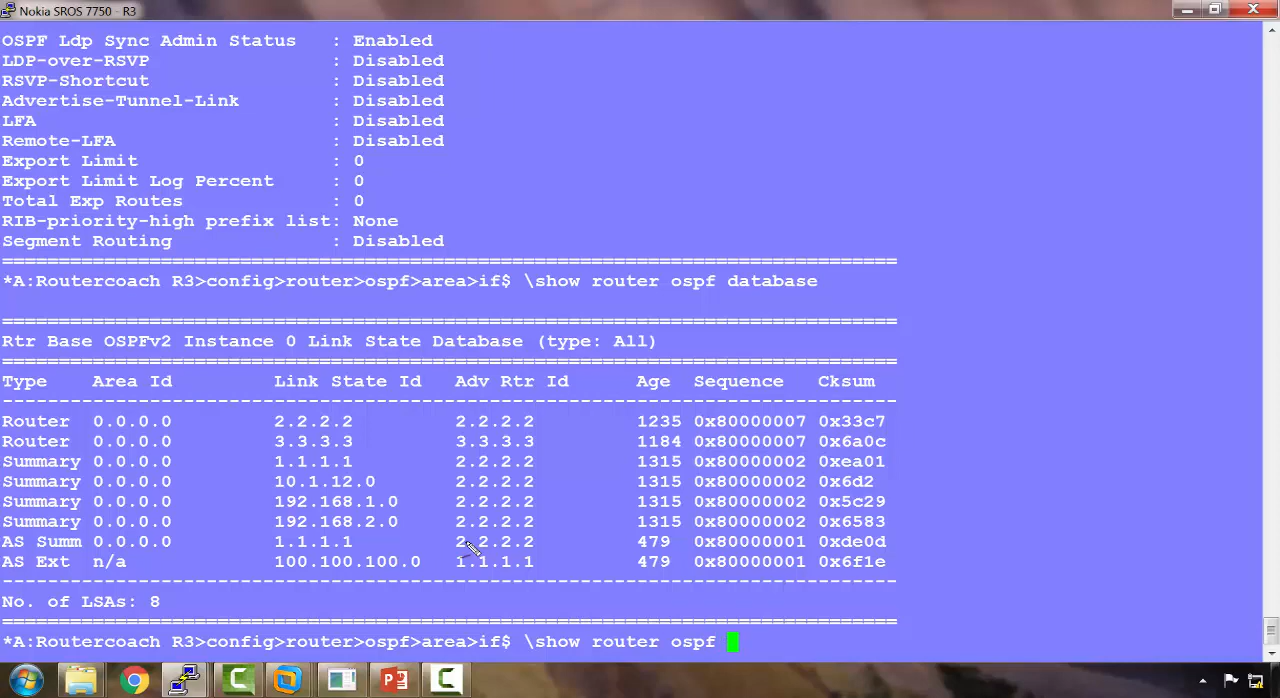 Nokia SROS 7750 - R3
OSPF Ldp Sync Admin Status : Enabled
LDP-over-RSVP : Disabled
RSVP-Shortcut : Disabled
Advertise-Tunnel-Link : Disabled
LFA : Disabled
Remote-LFA : Disabled
Export Limit : 0
Export Limit Log Percent : 0
Total Exp Routes : 0
RIB-priority-high prefix list: None
Segment Routing : Disabled
===============================================================================
*A:Routercoach R3>config>router>ospf>area>if$ \show router ospf database
===============================================================================
Rtr Base OSPFv2 Instance 0 Link State Database (type: All)
===============================================================================
Type Area Id Link State Id Adv Rtr Id Age Sequence Cksum
-------------------------------------------------------------------------------
Router 0.0.0.0 2.2.2.2 2.2.2.2 1235 0x80000007 0x33c7
Router 0.0.0.0 3.3.3.3 3.3.3.3 1184 0x80000007 0x6a0c
Summary 0.0.0.0 1.1.1.1 2.2.2.2 1315 0x80000002 0xea01
Summary 0.0.0.0 10.1.12.0 2.2.2.2 1315 0x80000002 0x6d2
Summary 0.0.0.0 192.168.1.0 2.2.2.2 1315 0x80000002 0x5c29
Summary 0.0.0.0 192.168.2.0 2.2.2.2 1315 0x80000002 0x6583
AS Summ 0.0.0.0 1.1.1.1 2.2.2.2 479 0x80000001 0xde0d
AS Ext n/a 100.100.100.0 1.1.1.1 479 0x80000001 0x6f1e
-------------------------------------------------------------------------------
No. of LSAs: 8
===============================================================================
*A:Routercoach R3>config>router>ospf>area>if$ \show router ospf